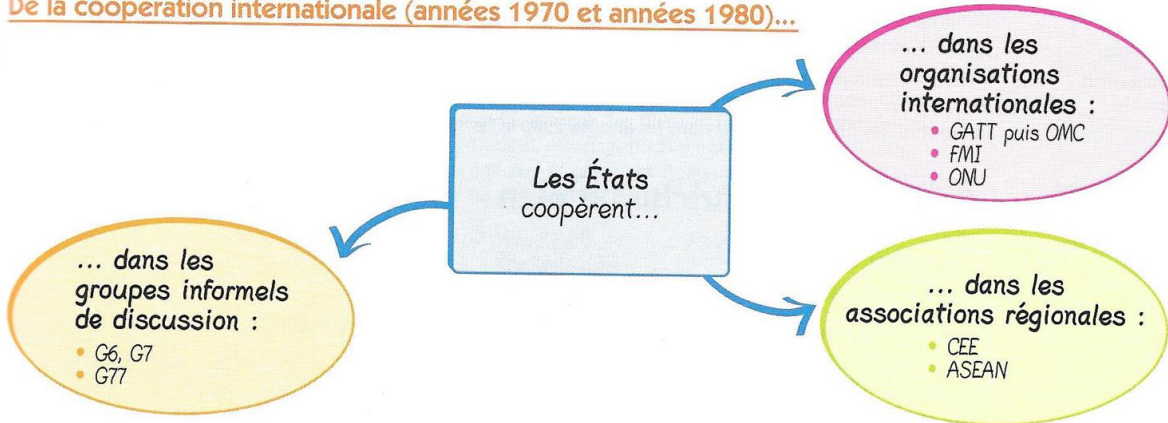 De la coopération internationale (années 1970 et années 1980)...
... dans les
organisations
internationales :
• GATT puis OMC
• FMI
• ONU
Les États
coopèrent...
... dans les
groupes informels
de discussion :
• G6, G7
• G77
... dans les
associations régionales :
• CEE
• ASEAN